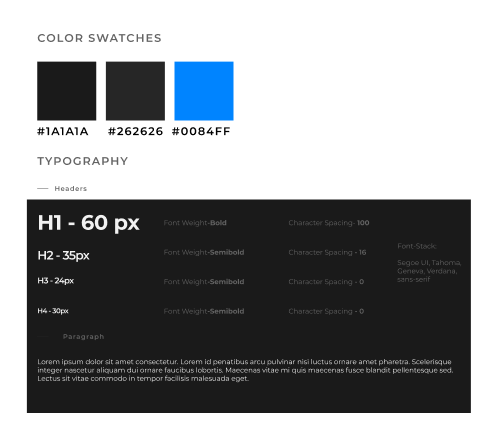 COLOR SWATCHES
#1A1A1A #262626 #0084FF
TYPOGRAPHY
Headers
H1 - 60 px Font Weight-Bold Character Spacing- 100
H2 - 35px Font Weight-Semibold Character Spacing - 16
H3 - 24px Font Weight-Semibold Character Spacing - 0
H4 - 30px Font Weight-Semibold Character Spacing - 0
Font-Stack:
Segoe UI, Tahoma,
Geneva, Verdana,
sans-serif
Paragraph
Lorem ipsum dolor sit amet consectetur. Lorem id penatibus arcu pulvinar nisi luctus ornare amet pharetra. Scelerisque
integer nascetur aliquam dui ornare faucibus lobortis. Maecenas vitae mi quis maecenas fusce blandit pellentesque sed.
Lectus sit vitae commodo in tempor facilisis malesuada eget.